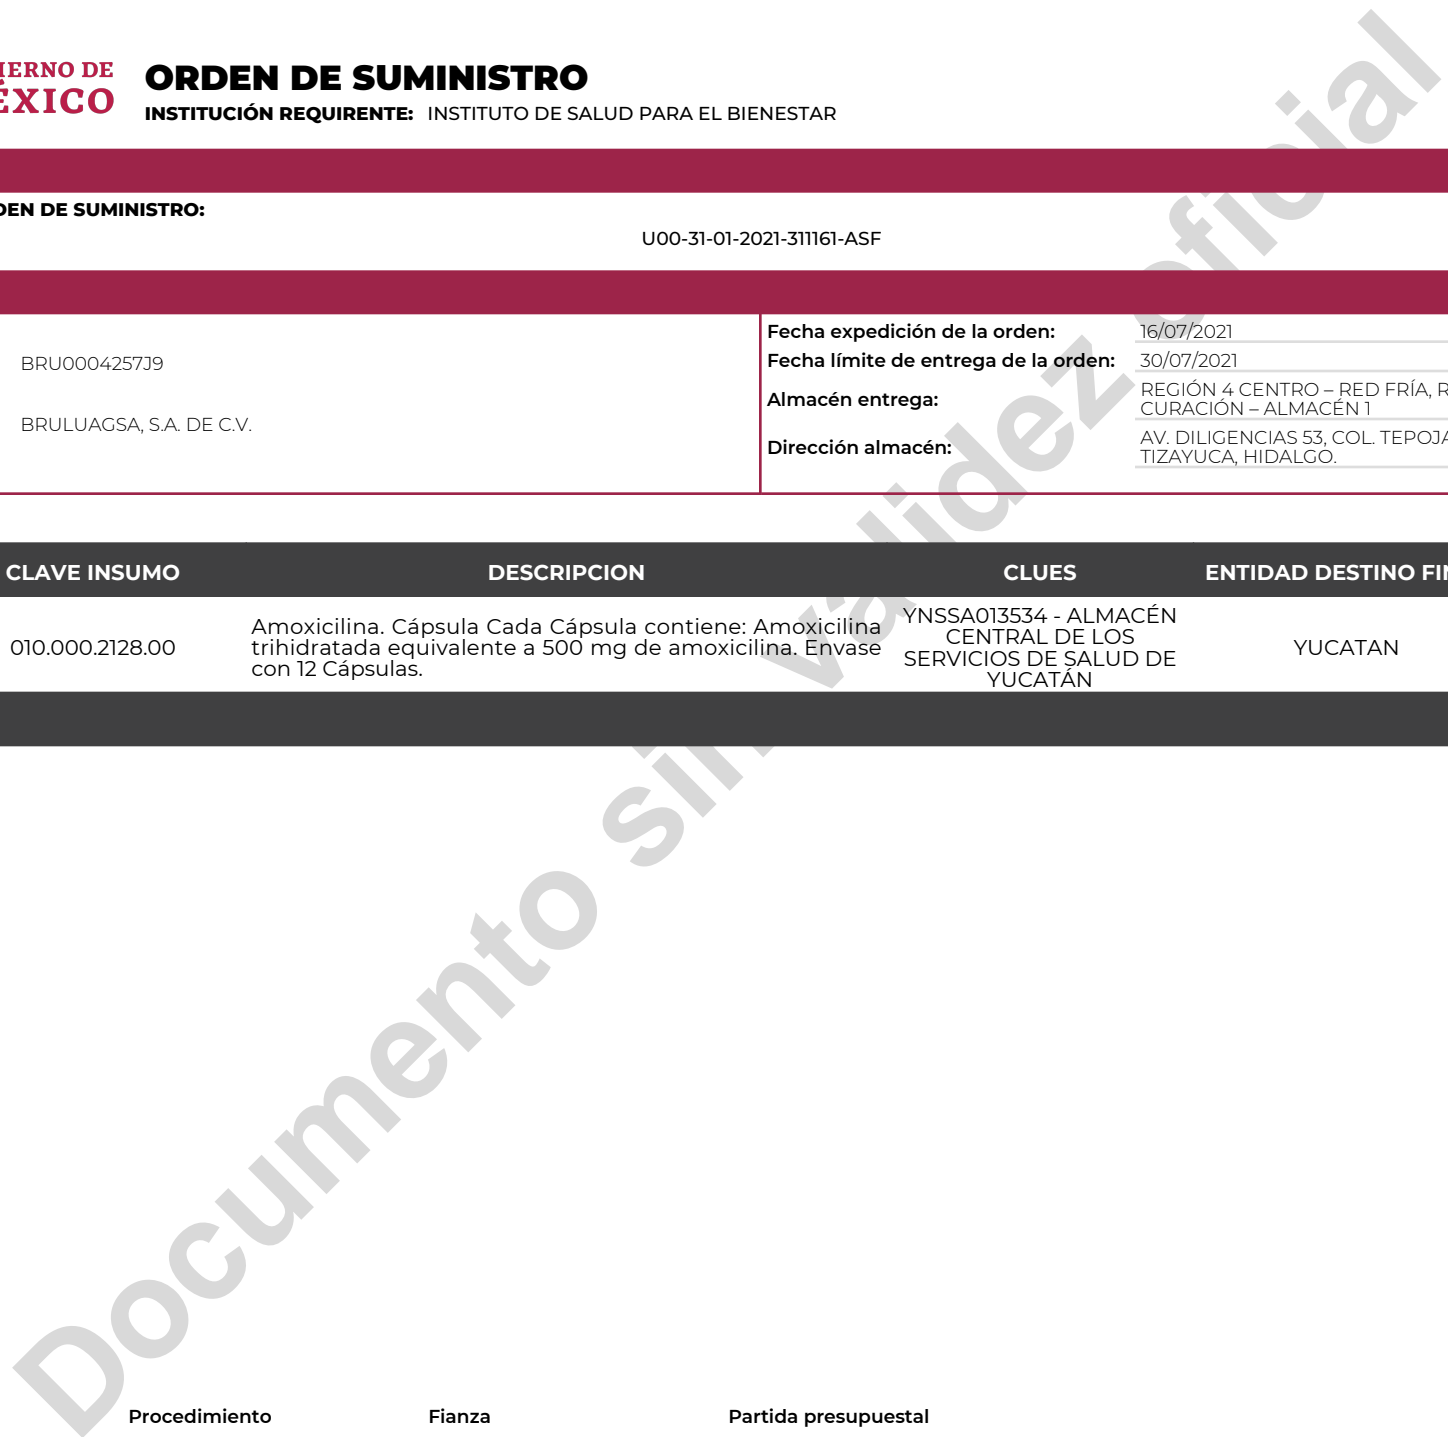 IERNO DE
ÉXICO
ORDEN DE SUMINISTRO
INSTITUCIÓN REQUIRENTE: INSTITUTO DE SALUD PARA EL BIENESTAR
DEN DE SUMINISTRO:
U00-31-01-2021-311161-ASF
BRU0004257J9
BRULUAGSA, S.A. DE C.V.
Fecha expedición de la orden: 16/07/2021
Fecha límite de entrega de la orden: 30/07/2021
Almacén entrega: REGIÓN 4 CENTRO – RED FRÍA, R
CURACIÓN – ALMACÉN 1
Dirección almacén: AV. DILIGENCIAS 53, COL. TEPOJA
TIZAYUCA, HIDALGO.
CLAVE INSUMO DESCRIPCION CLUES ENTIDAD DESTINO FIN
010.000.2128.00
Amoxicilina. Cápsula Cada Cápsula contiene: Amoxicilina
trihidratada equivalente a 500 mg de amoxicilina. Envase
con 12 Cápsulas.
YNSSA013534 - ALMACÉN
CENTRAL DE LOS
SERVICIOS DE SALUD DE
YUCATÁN
YUCATAN
Documento sin validez oficial
Procedimiento Fianza Partida presupuestal